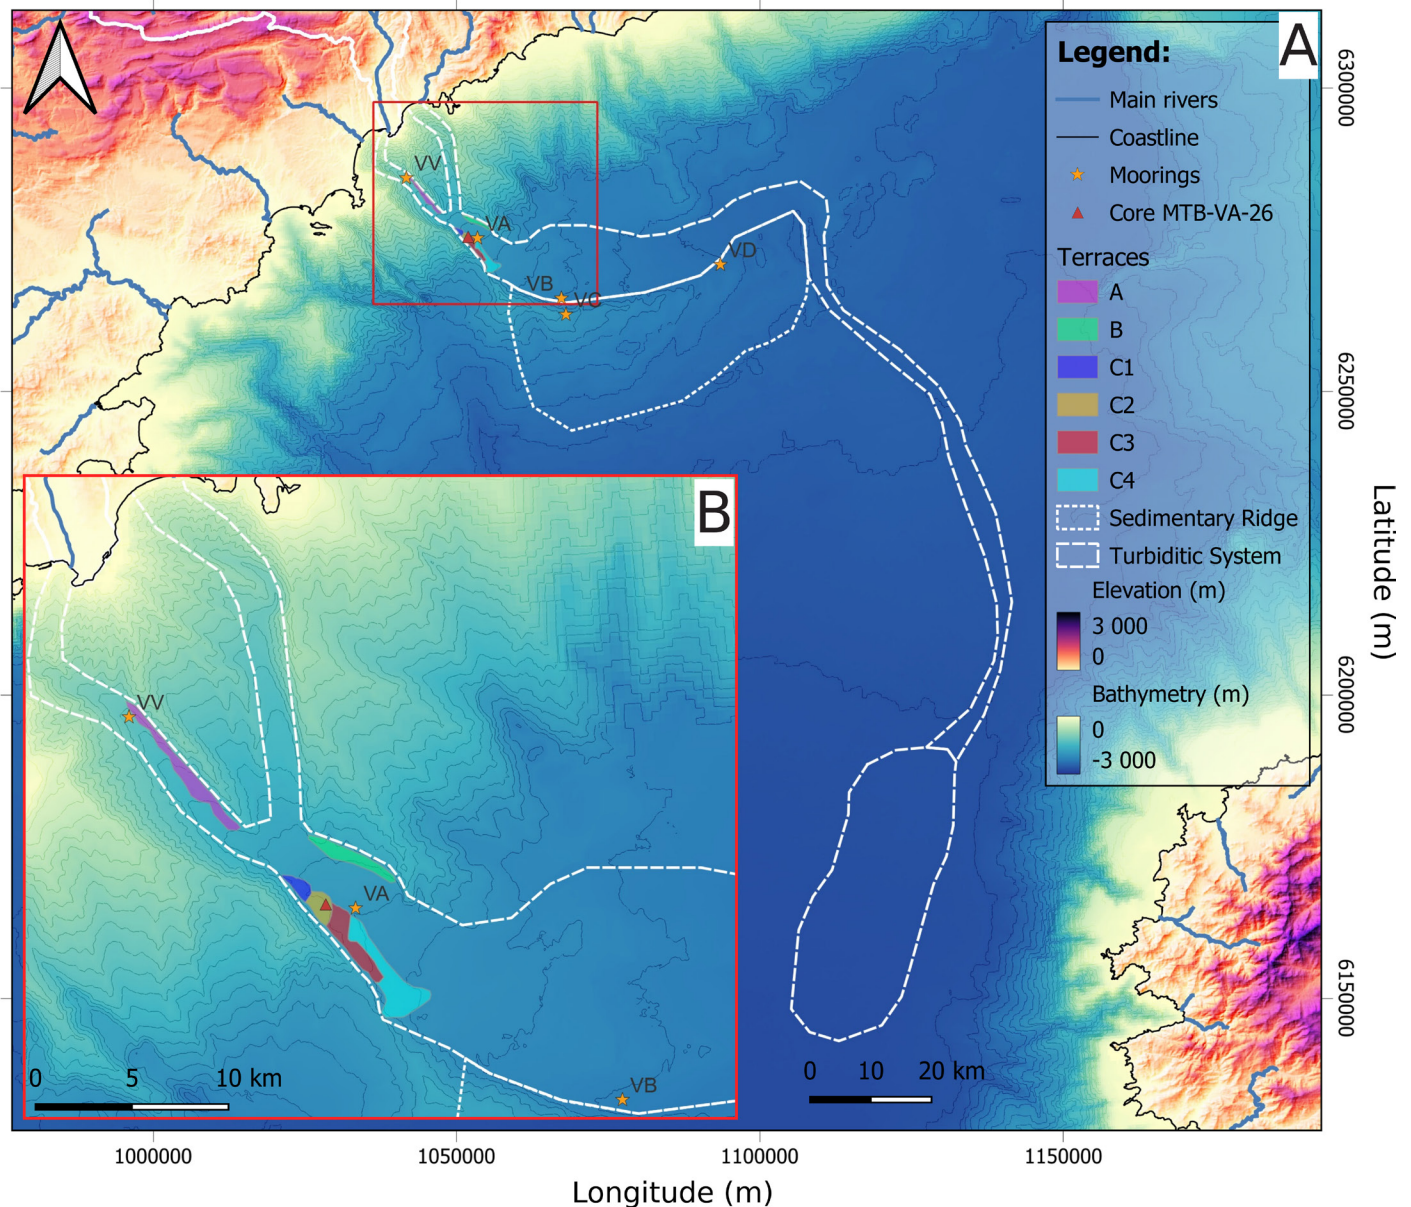 A
Legend:
Main rivers
Coastline
Moorings
Core MTB-VA-26
Terraces
A
B
C1
C2
C3
C4
Sedimentary Ridge
Turbiditic System
Elevation (m)
3 000
0
Bathymetry (m)
0
-3 000
VV
VA
VB
VC
VD
B
VV
VA
VB
0 5 10 km
0 10 20 km
6300000
6250000
6200000
6150000
Latitude (m)
1000000 1050000 1100000 1150000
Longitude (m)